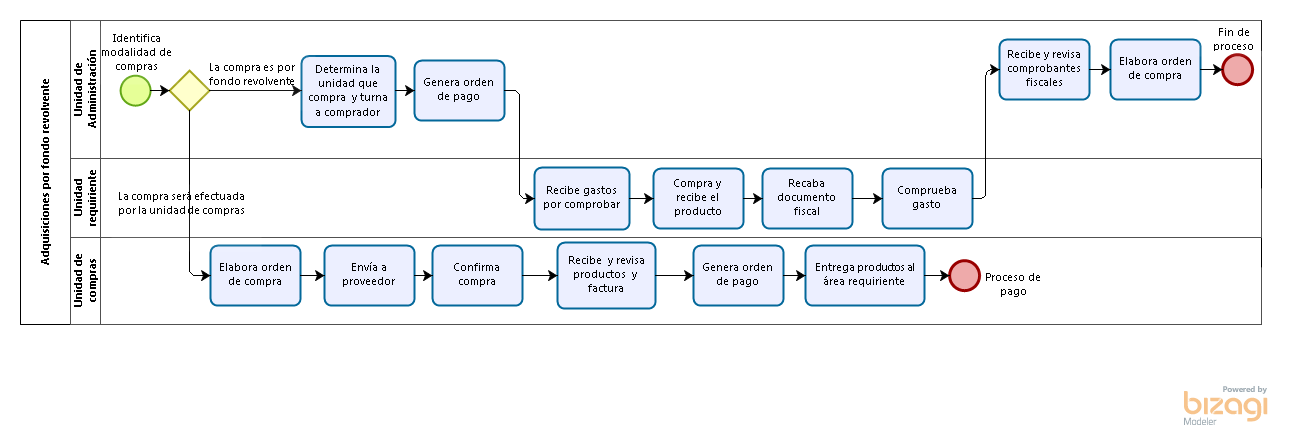 Adquisiciones por fondo revolvente
Unidad de
Administración
Identifica
modalidad de
compras
La compra es por
fondo revolvente
Determina la
unidad que
compra y turna
a comprador
Genera orden
de pago
Recibe y revisa
comprobantes
fiscales
Elabora orden
de compra
Fin de
proceso
Unidad
requiriente
La compra será efectuada
por la unidad de compras
Recibe gastos
por comprobar
Compra y
recibe el
producto
Recaba
documento
fiscal
Comprueba
gasto
Unidad de
compras
Elabora orden
de compra
Envía a
proveedor
Confirma
compra
Recibe y revisa
productos y
factura
Genera orden
de pago
Entrega productos al
área requiriente
Proceso de
pago
Powered by
bizagi
Modeler